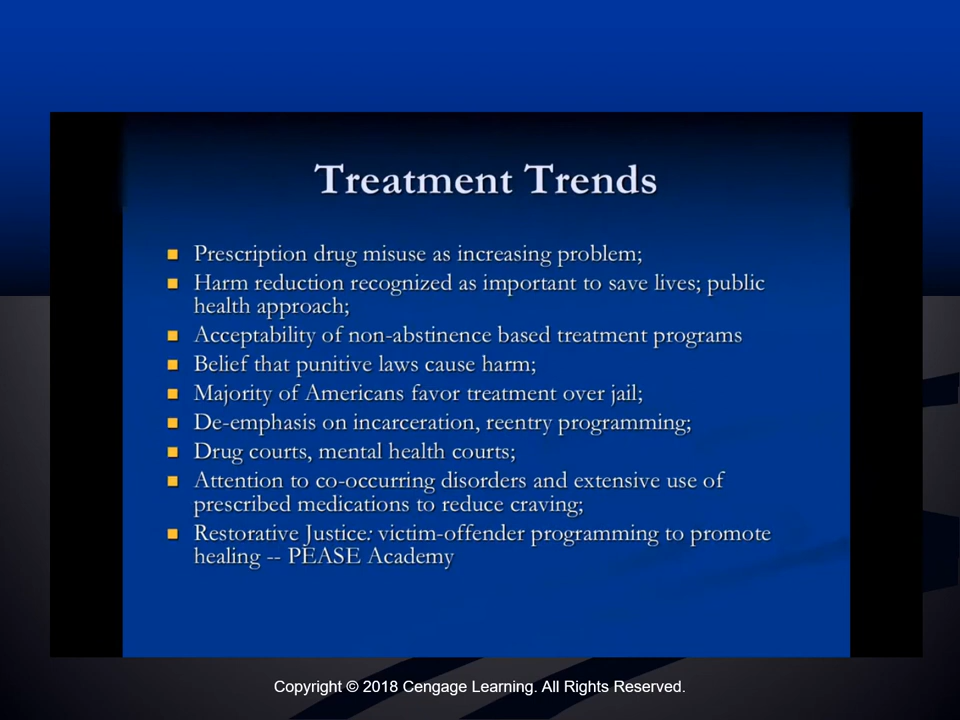 Treatment Trends
Prescription drug misuse as increasing problem;
Harm reduction recognized as important to save lives; public
health approach;
Acceptability of non-abstinence based treatment programs
Belief that punitive laws cause harm;
Majority of Americans favor treatment over jail;
De-emphasis on incarceration, reentry programming;
Drug courts, mental health courts;
Attention to co-occurring disorders and extensive use of
prescribed medications to reduce craving;
Restorative Justice: victim-offender programming to promote
healing -- PEASE Academy
Copyright © 2018 Cengage Learning. All Rights Reserved.